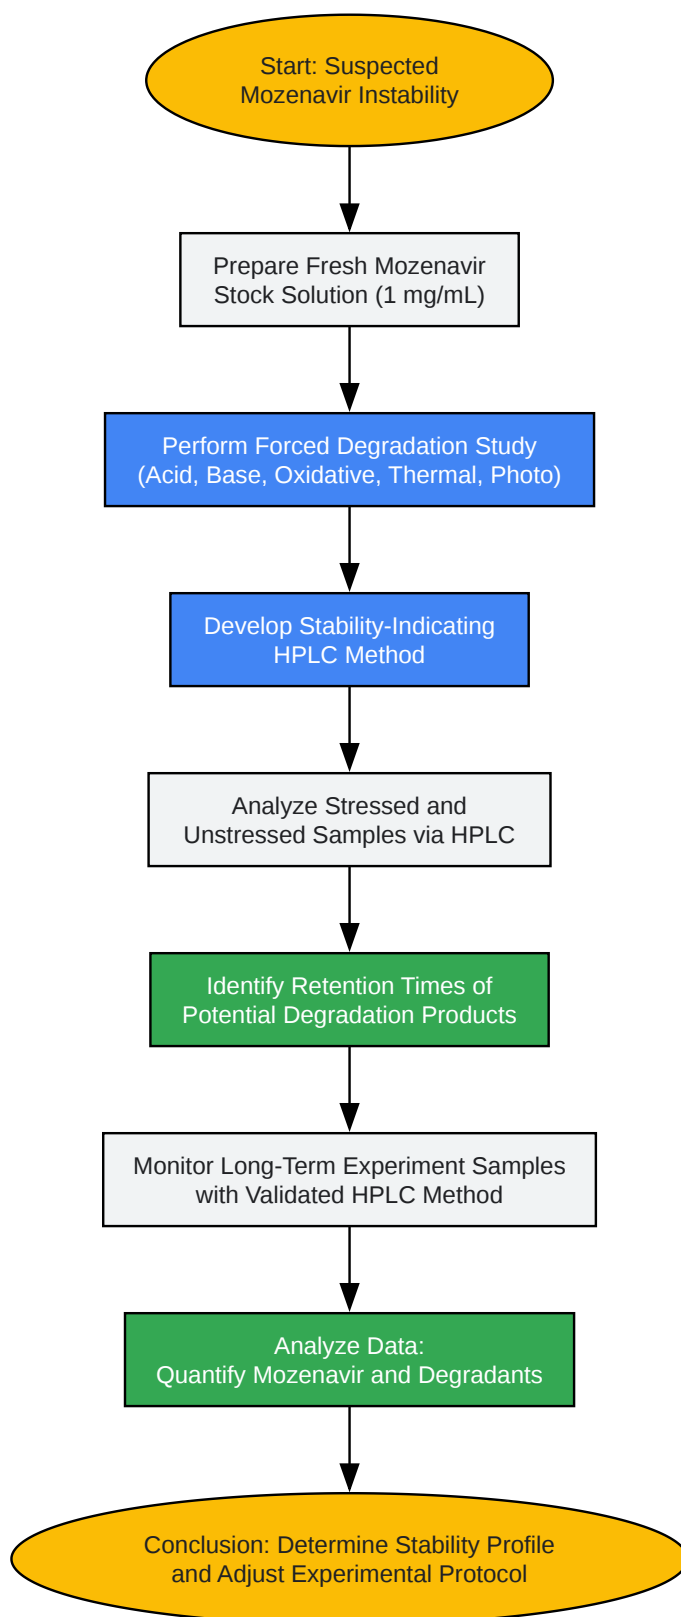 Start: Suspected
Mozenavir Instability
Prepare Fresh Mozenavir
Stock Solution (1 mg/mL)
Perform Forced Degradation Study
(Acid, Base, Oxidative, Thermal, Photo)
Develop Stability-Indicating
HPLC Method
Analyze Stressed and
Unstressed Samples via HPLC
Identify Retention Times of
Potential Degradation Products
Monitor Long-Term Experiment Samples
with Validated HPLC Method
Analyze Data:
Quantify Mozenavir and Degradants
Conclusion: Determine Stability Profile
and Adjust Experimental Protocol